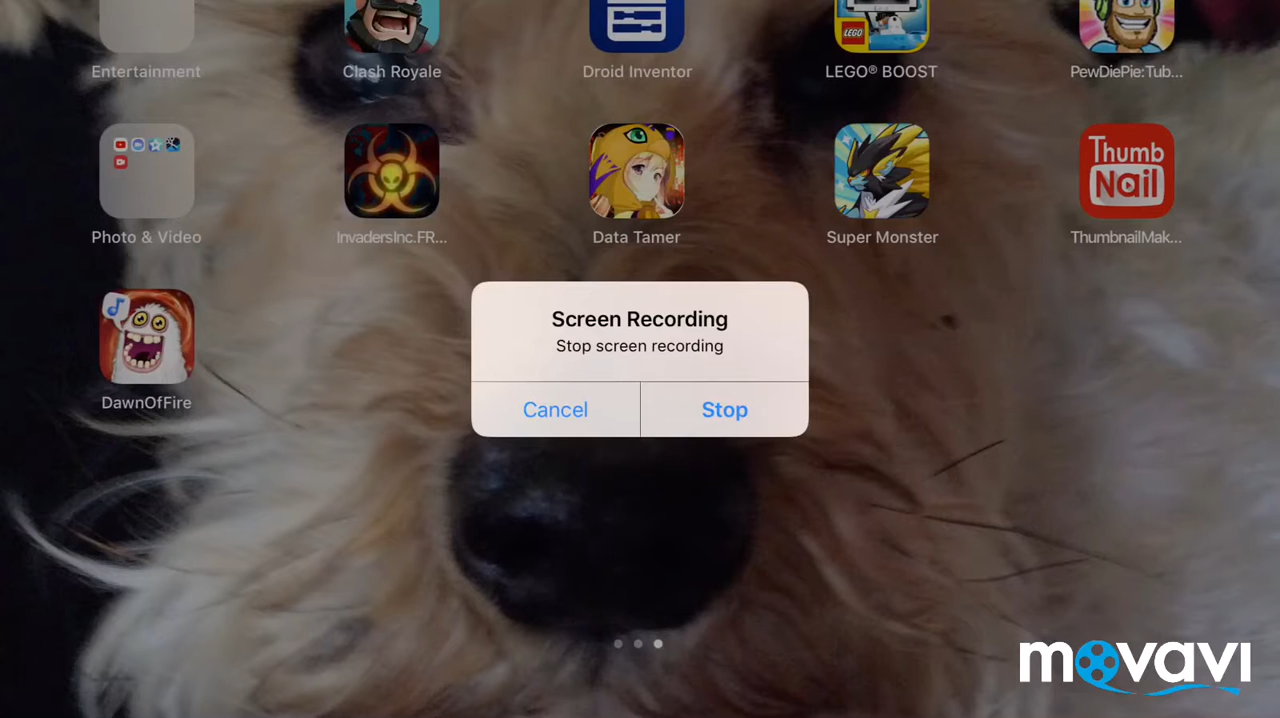 Entertainment
Clash Royale
Droid Inventor
LEGO® BOOST
PewDiePie:Tub...
LEGO
Photo & Video
InvadersInc.FR...
Data Tamer
Super Monster
ThumbnailMak...
Thumb
Nail
Screen Recording
Stop screen recording
Cancel
Stop
DawnOfFire
movavi